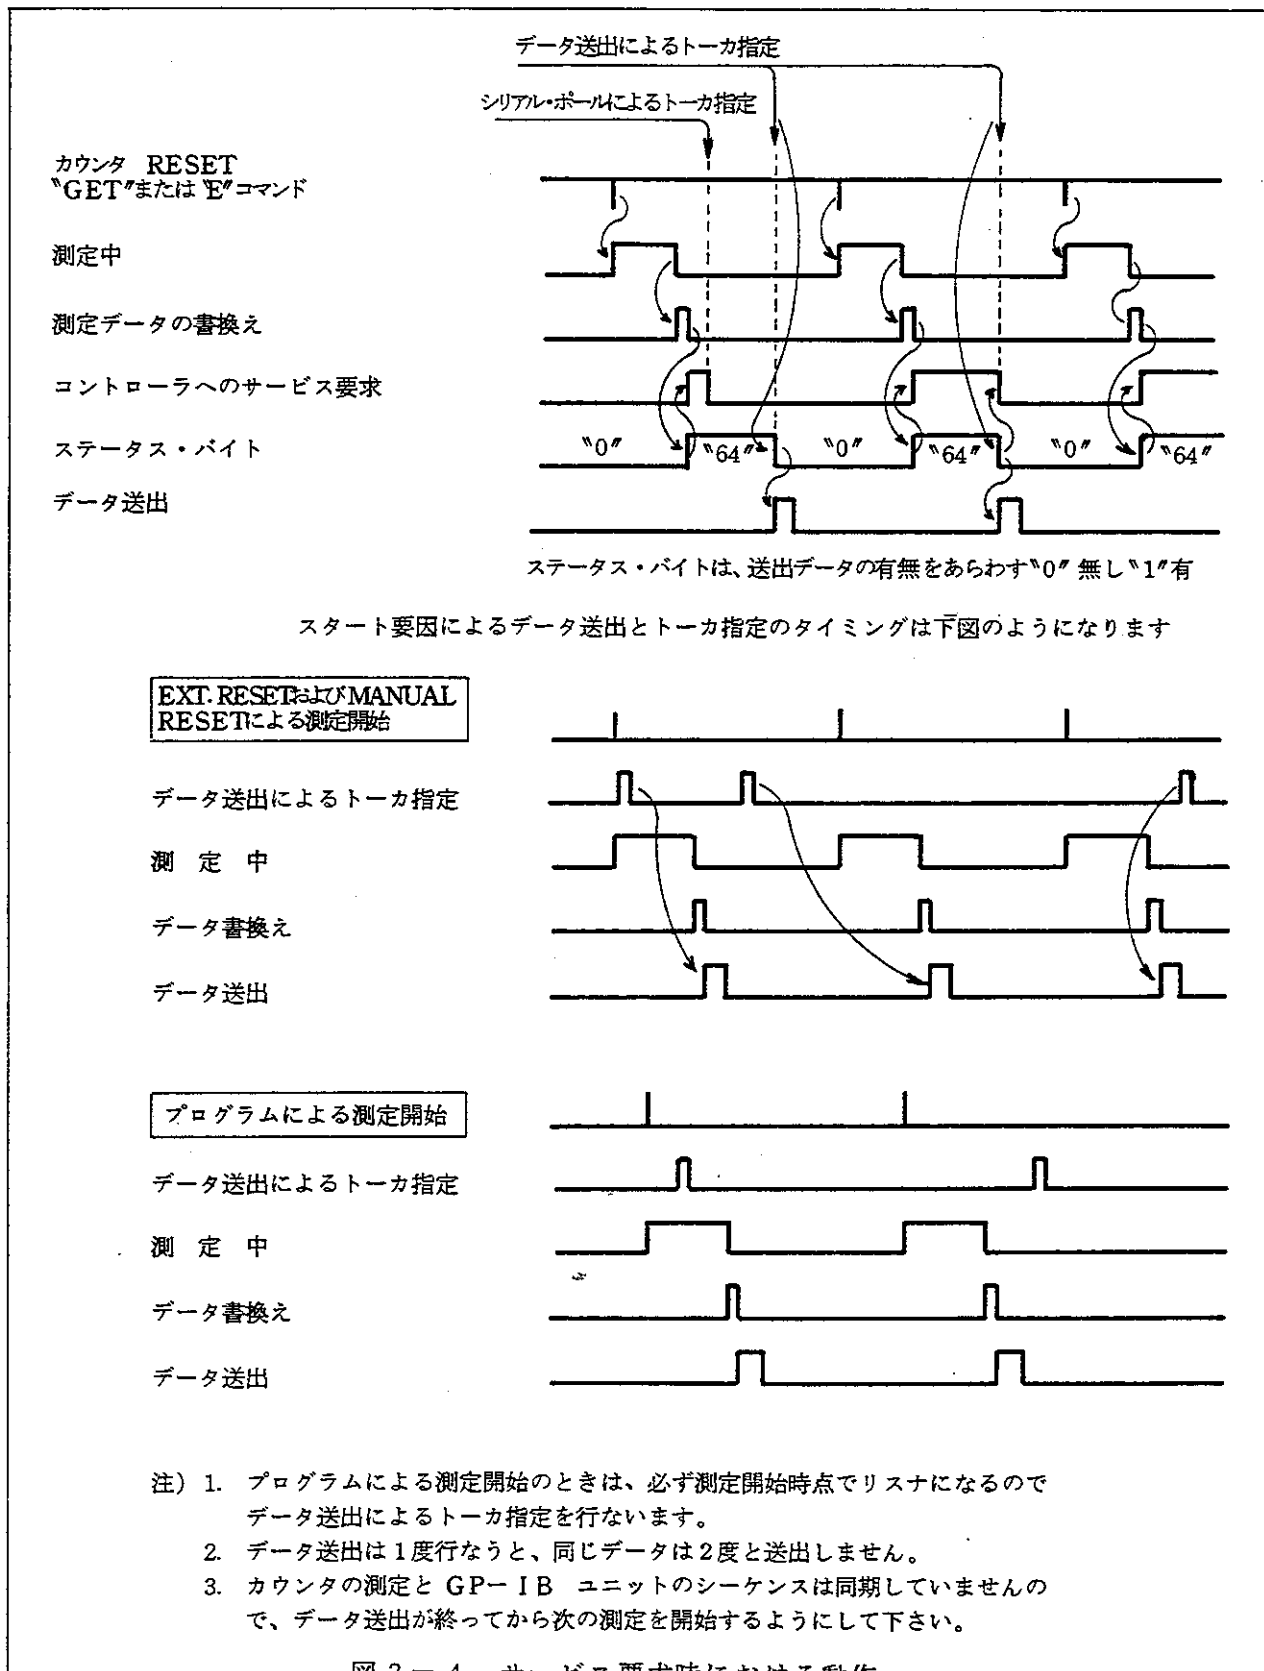 データ送出によるトーカ指定
シリアル・ポールによるトーカ指定
カウンタ RESET
〝GET〞または〝E〞コマンド
測定中
測定データの書換え
コントローラへのサービス要求
ステータス・バイト
〝0〞 〝64〞 〝0〞 〝64〞 〝0〞 〝64〞
データ送出
ステータス・バイトは、送出データの有無をあらわす〝0〞無し〝1〞有
スタート要因によるデータ送出とトーカ指定のタイミングは下図のようになります
EXT. RESETおよびMANUAL
RESETによる測定開始
データ送出によるトーカ指定
測 定 中
データ書換え
データ送出
プログラムによる測定開始
データ送出によるトーカ指定
測 定 中
データ書換え
データ送出
注) 1. プログラムによる測定開始のときは、必ず測定開始時点でリスナになるので
データ送出によるトーカ指定を行ないます。
2. データ送出は1度行なうと、同じデータは2度と送出しません。
3. カウンタの測定と GP-IB ユニットのシーケンスは同期していませんの
で、データ送出が終ってから次の測定を開始するようにして下さい。
サービス要求時における動作